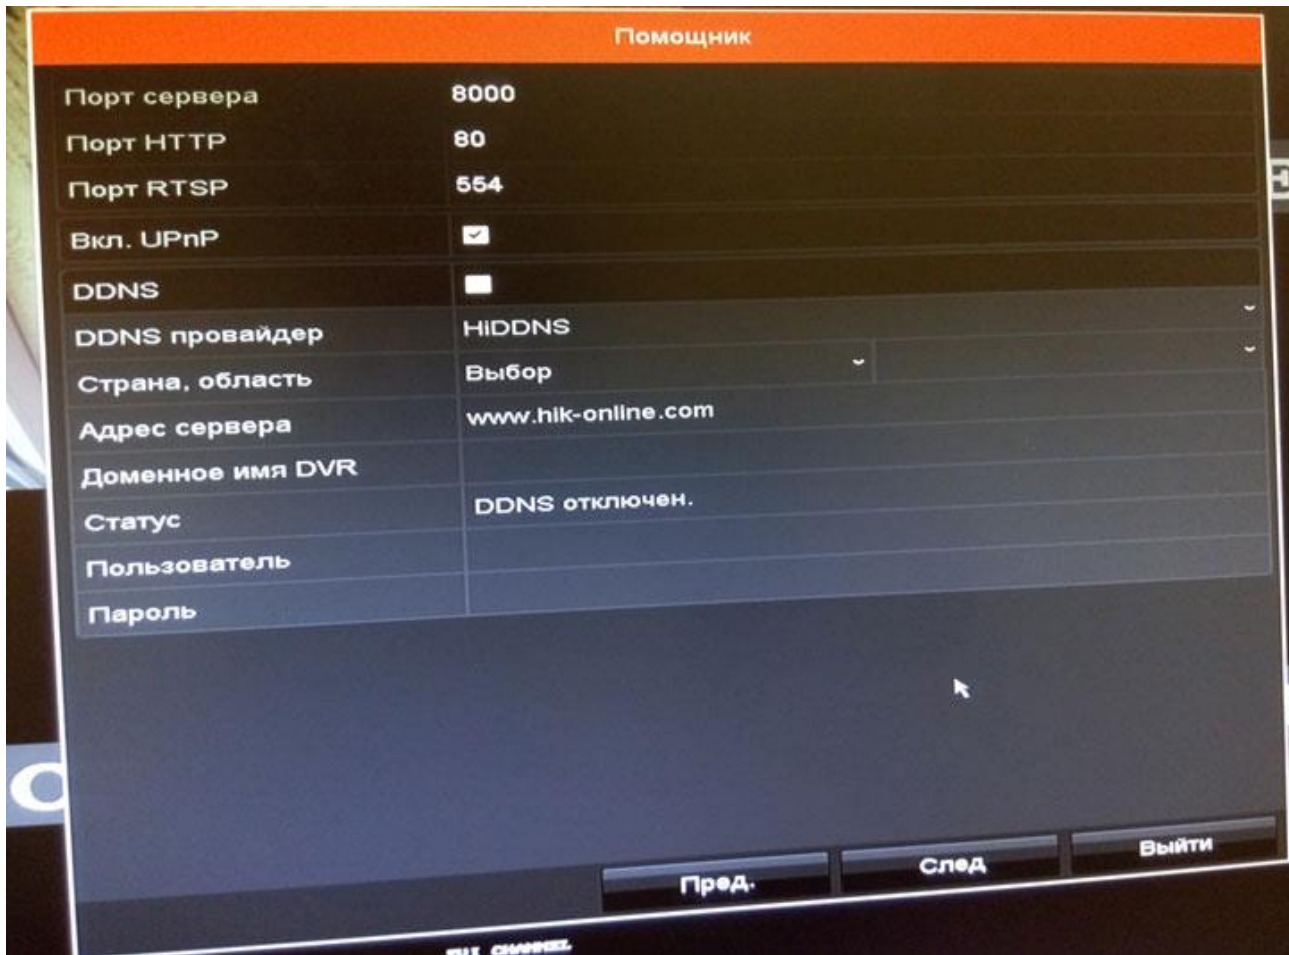 Помощник
Порт сервера 8000
Порт HTTP 80
Порт RTSP 554
Вкл. UPnP
DDNS
DDNS провайдер HiDDNS
Страна, область Выбор
Адрес сервера www.hik-online.com
Доменное имя DVR
Статус DDNS отключен.
Пользователь
Пароль
Пред. След Выйти
CHANNEL